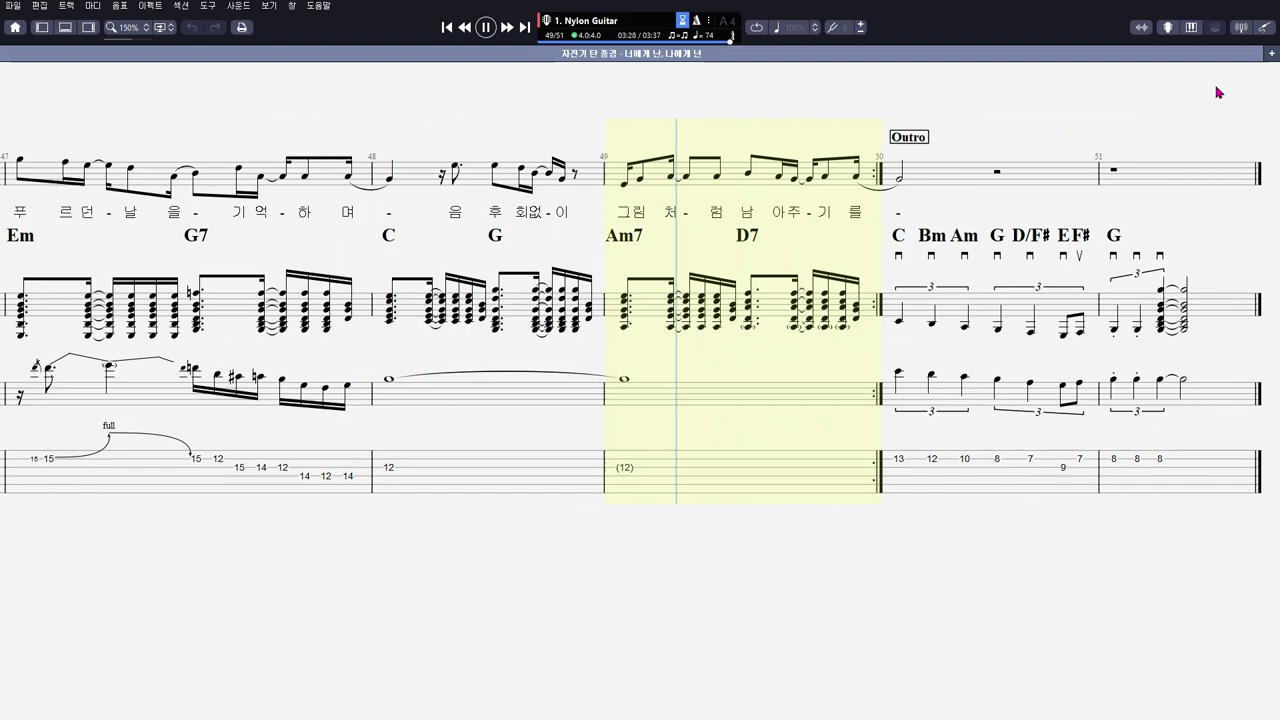 파일 편집 트랙 마디 음표 이펙트 섹션 도구 사운드 보기 창 도움말
150% 1. Nylon Guitar A 4 100% 0
49/51 4.0:4.0 03:28 / 03:37 ♫=♫ ♩= 74
자전거 탄 풍경 - 너에게 난, 나에게 넌 +
Outro
47 48 49 50 51
푸 르 던 - 날 을 - 기 억 - 하 며 - 음 후 회 없 - 이 그 림 처 - 럼 남 아 주 - 기 를 -
Em G7 C G Am7 D7 C Bm Am G D/F# E F# G
3 3 3
3 3 3
full
15 15 15 12 15 14 12 14 12 14 12 (12) 13 12 10 8 7 9 7 8 8 8